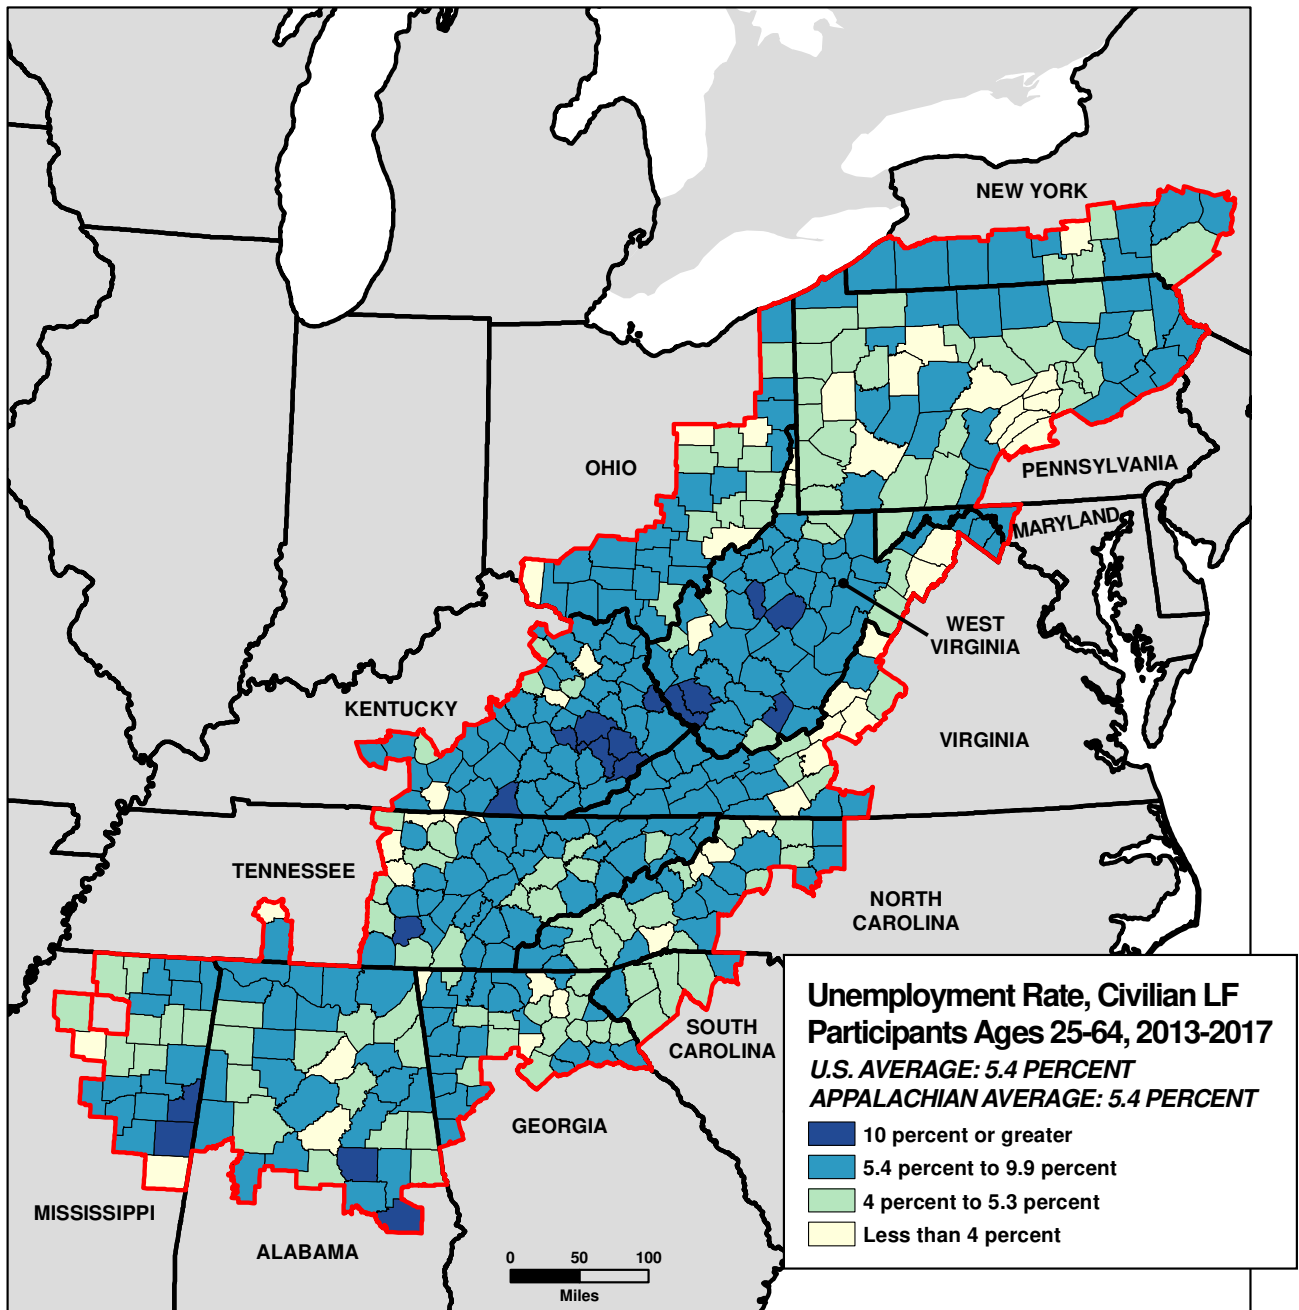 NEW YORK
OHIO
PENNSYLVANIA
MARYLAND
WEST
VIRGINIA
KENTUCKY
VIRGINIA
TENNESSEE
NORTH
CAROLINA
SOUTH
CAROLINA
GEORGIA
MISSISSIPPI
ALABAMA
Unemployment Rate, Civilian LF
Participants Ages 25-64, 2013-2017
U.S. AVERAGE: 5.4 PERCENT
APPALACHIAN AVERAGE: 5.4 PERCENT
10 percent or greater
5.4 percent to 9.9 percent
4 percent to 5.3 percent
Less than 4 percent
0 50 100
Miles